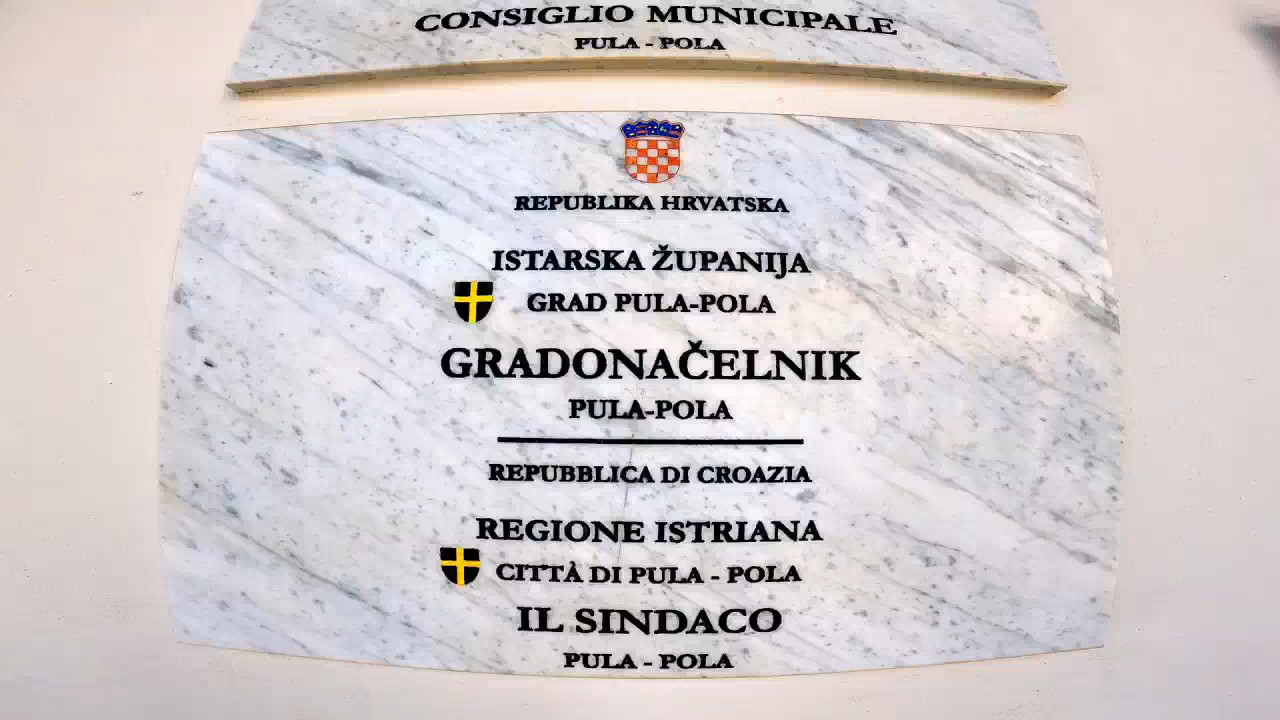 CONSIGLIO MUNICIPALE
PULA - POLA
REPUBLIKA HRVATSKA
ISTARSKA ŽUPANIJA
GRAD PULA-POLA
GRADONAČELNIK
PULA-POLA
REPUBBLICA DI CROAZIA
REGIONE ISTRIANA
CITTÀ DI PULA - POLA
IL SINDACO
PULA - POLA